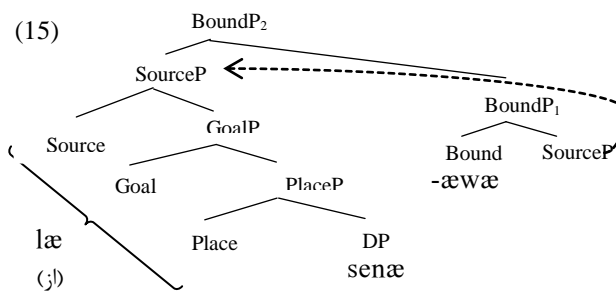 (15)
BoundP₂
SourceP
BoundP₁
Source GoalP Bound SourceP
-æwæ
Goal PlaceP
læ Place DP
(از) senæ